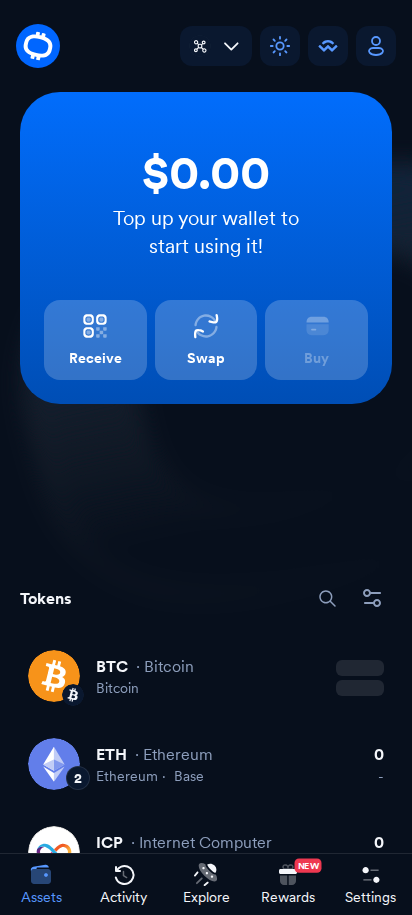 $0.00
Top up your wallet to
start using it!
Receive Swap Buy
Tokens
BTC · Bitcoin
Bitcoin
ETH · Ethereum 0
2
Ethereum · Base -
ICP · Internet Computer 0
NEW
Assets Activity Explore Rewards Settings